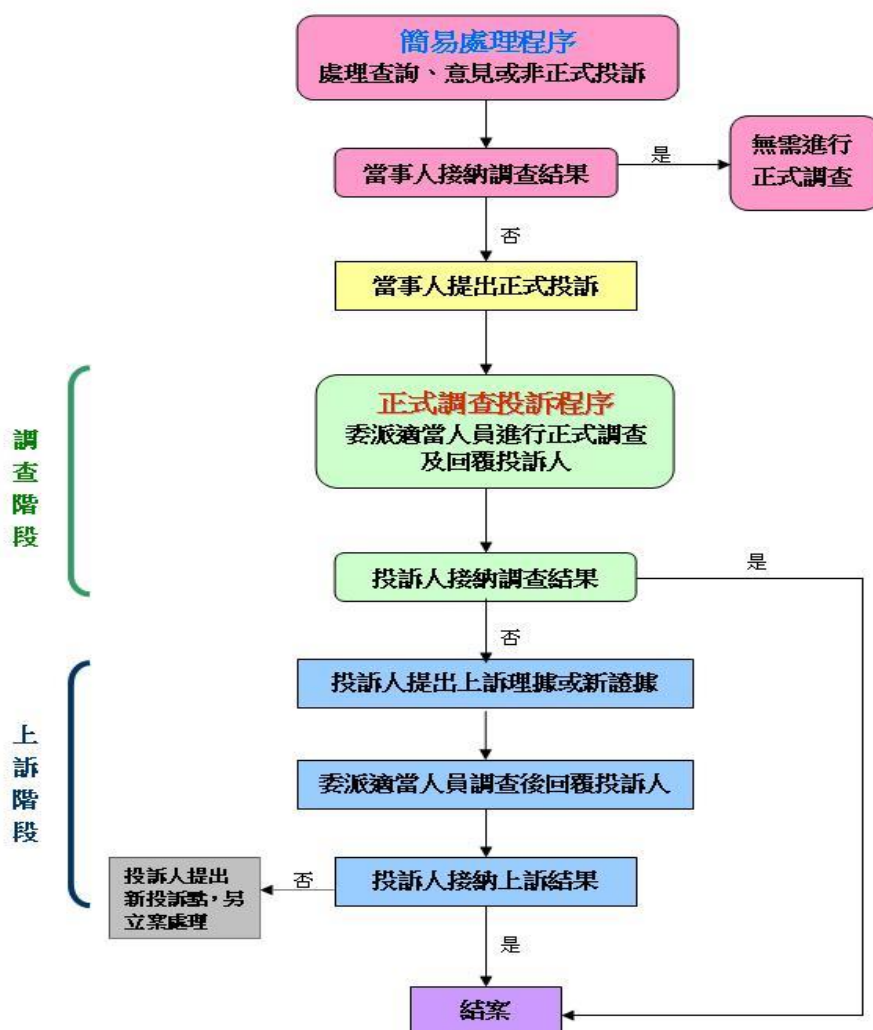 簡易處理程序
處理查詢、意見或非正式投訴
當事人接納調查結果
是
無需進行
正式調查
否
當事人提出正式投訴
調查階段
正式調查投訴程序
委派適當人員進行正式調查
及回覆投訴人
投訴人接納調查結果
是
否
上訴階段
投訴人提出上訴理據或新證據
委派適當人員調查後回覆投訴人
投訴人接納上訴結果
否
投訴人提出
新投訴點，另
立案處理
是
結案